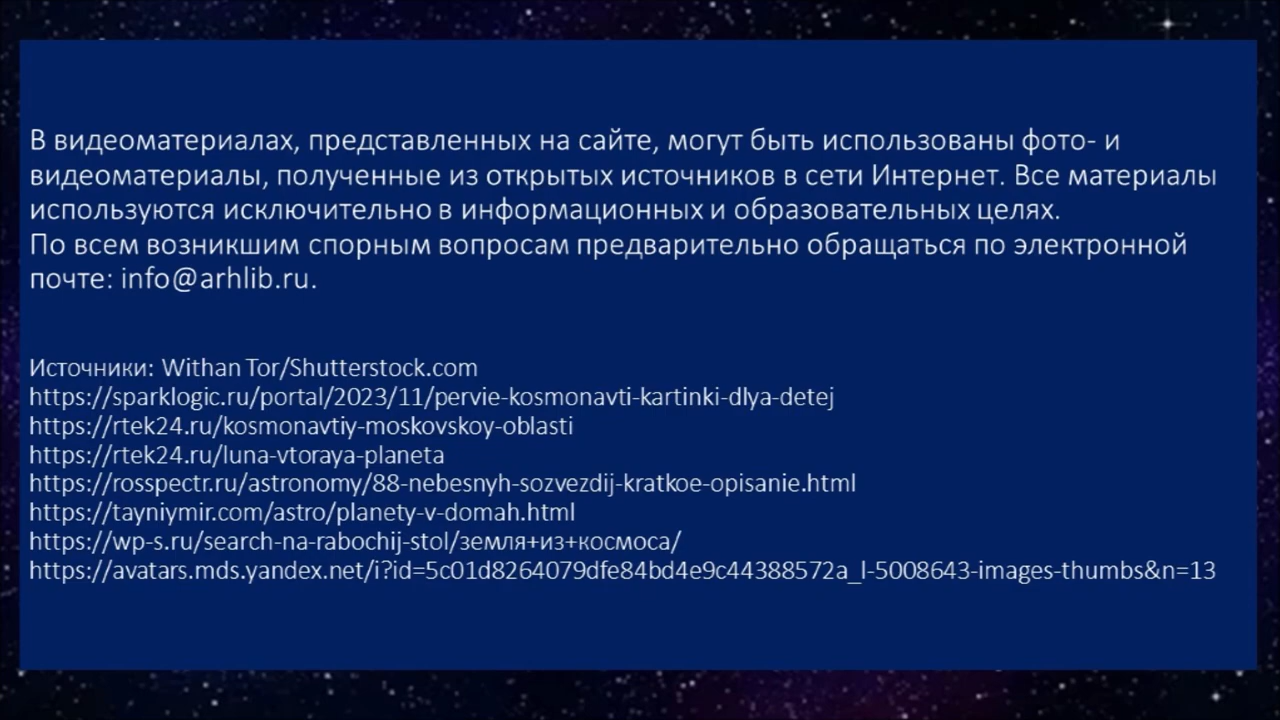 В видеоматериалах, представленных на сайте, могут быть использованы фото- и
видеоматериалы, полученные из открытых источников в сети Интернет. Все материалы
используются исключительно в информационных и образовательных целях.
По всем возникшим спорным вопросам предварительно обращаться по электронной
почте: info@arhlib.ru.
Источники: Withan Tor/Shutterstock.com
https://sparklogic.ru/portal/2023/11/pervie-kosmonavti-kartinki-dlya-detej
https://rtek24.ru/kosmonavtiy-moskovskoy-oblasti
https://rtek24.ru/luna-vtoraya-planeta
https://rosspectr.ru/astronomy/88-nebesnyh-sozvezdij-kratkoe-opisanie.html
https://tayniymir.com/astro/planety-v-domah.html
https://wp-s.ru/search-na-rabochij-stol/земля+из+космоса/
https://avatars.mds.yandex.net/i?id=5c01d8264079dfe84bd4e9c44388572a_l-5008643-images-thumbs&n=13